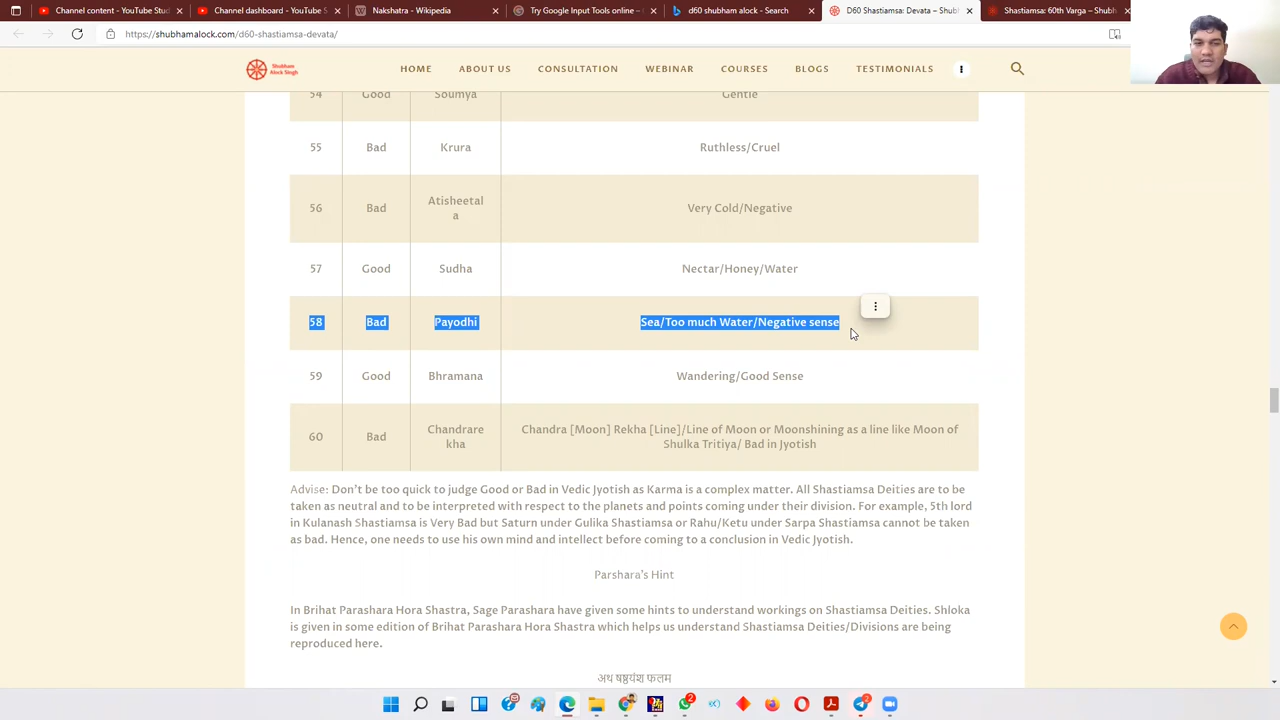 Channel content - YouTube Stu
Channel dashboard - YouTube S
Nakshatra - Wikipedia
Try Google Input Tools online –
d60 shubham alock - Search
D60 Shastiamsa: Devata – Shubh
Shastiamsa: 60th Varga – Shubh
https://shubhamalock.com/d60-shastiamsa-devata/
Shubham
Alock Singh
HOME ABOUT US CONSULTATION WEBINAR COURSES BLOGS TESTIMONIALS
54 Good Soumya Gentle
55 Bad Krura Ruthless/Cruel
56 Bad Atisheetal
a Very Cold/Negative
57 Good Sudha Nectar/Honey/Water
58 Bad Payodhi Sea/Too much Water/Negative sense
59 Good Bhramana Wandering/Good Sense
60 Bad Chandrare
kha Chandra [Moon] Rekha [Line]/Line of Moon or Moonshining as a line like Moon of
Shulka Tritiya/ Bad in Jyotish
Advise: Don't be too quick to judge Good or Bad in Vedic Jyotish as Karma is a complex matter. All Shastiamsa Deities are to be
taken as neutral and to be interpreted with respect to the planets and points coming under their division. For example, 5th lord
in Kulanash Shastiamsa is Very Bad but Saturn under Gulika Shastiamsa or Rahu/Ketu under Sarpa Shastiamsa cannot be taken
as bad. Hence, one needs to use his own mind and intellect before coming to a conclusion in Vedic Jyotish.
Parshara's Hint
In Brihat Parashara Hora Shastra, Sage Parashara have given some hints to understand workings on Shastiamsa Deities. Shloka
is given in some edition of Brihat Parashara Hora Shastra which helps us understand Shastiamsa Deities/Divisions are being
reproduced here.
अथ षष्ठ्यंश फलम
2
2